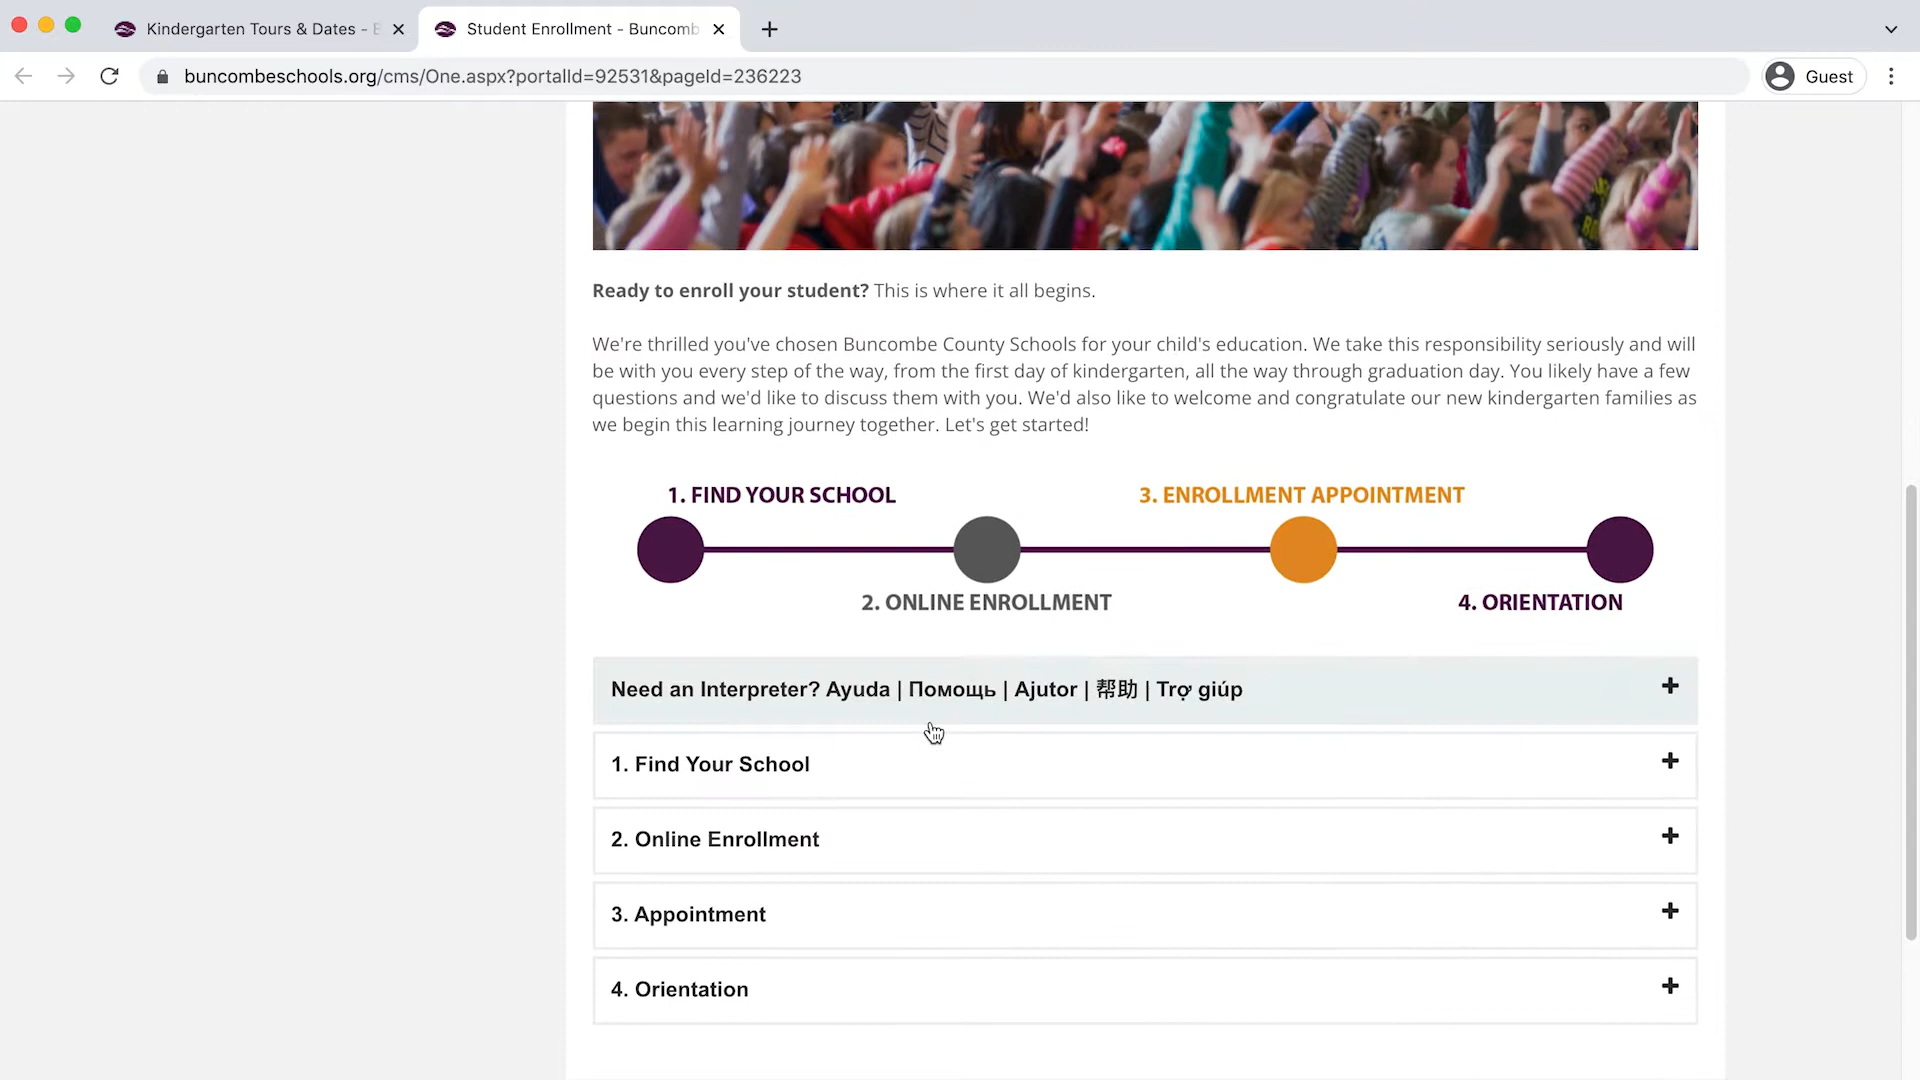 Kindergarten Tours & Dates -
Student Enrollment - Buncomb
buncombeschools.org/cms/One.aspx?portalId=92531&pageId=236223
Guest
Ready to enroll your student? This is where it all begins.
We're thrilled you've chosen Buncombe County Schools for your child's education. We take this responsibility seriously and will
be with you every step of the way, from the first day of kindergarten, all the way through graduation day. You likely have a few
questions and we'd like to discuss them with you. We'd also like to welcome and congratulate our new kindergarten families as
we begin this learning journey together. Let's get started!
1. FIND YOUR SCHOOL
3. ENROLLMENT APPOINTMENT
2. ONLINE ENROLLMENT
4. ORIENTATION
Need an Interpreter? Ayuda | Помощь | Ajutor | 帮助 | Trợ giúp
1. Find Your School
2. Online Enrollment
3. Appointment
4. Orientation